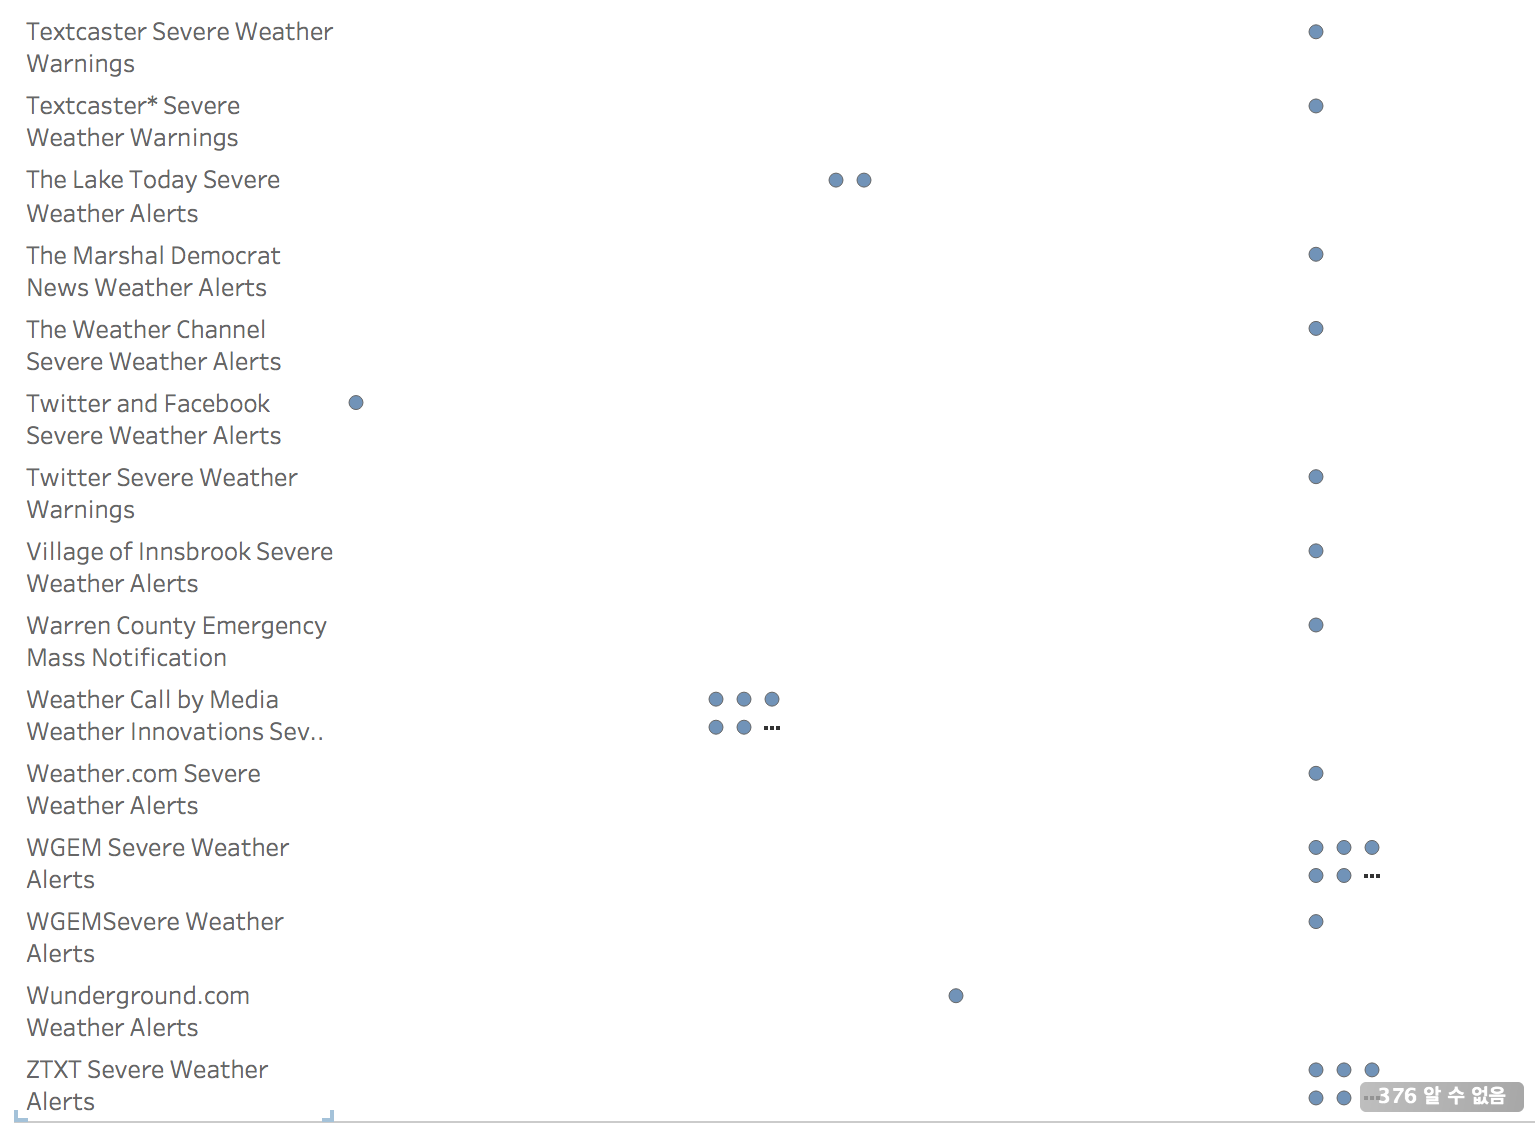 Textcaster Severe Weather
Warnings
Textcaster* Severe
Weather Warnings
The Lake Today Severe
Weather Alerts
The Marshal Democrat
News Weather Alerts
The Weather Channel
Severe Weather Alerts
Twitter and Facebook
Severe Weather Alerts
Twitter Severe Weather
Warnings
Village of Innsbrook Severe
Weather Alerts
Warren County Emergency
Mass Notification
Weather Call by Media
Weather Innovations Sev..
Weather.com Severe
Weather Alerts
WGEM Severe Weather
Alerts
WGEMSevere Weather
Alerts
Wunderground.com
Weather Alerts
ZTXT Severe Weather
Alerts
376 알 수 없음